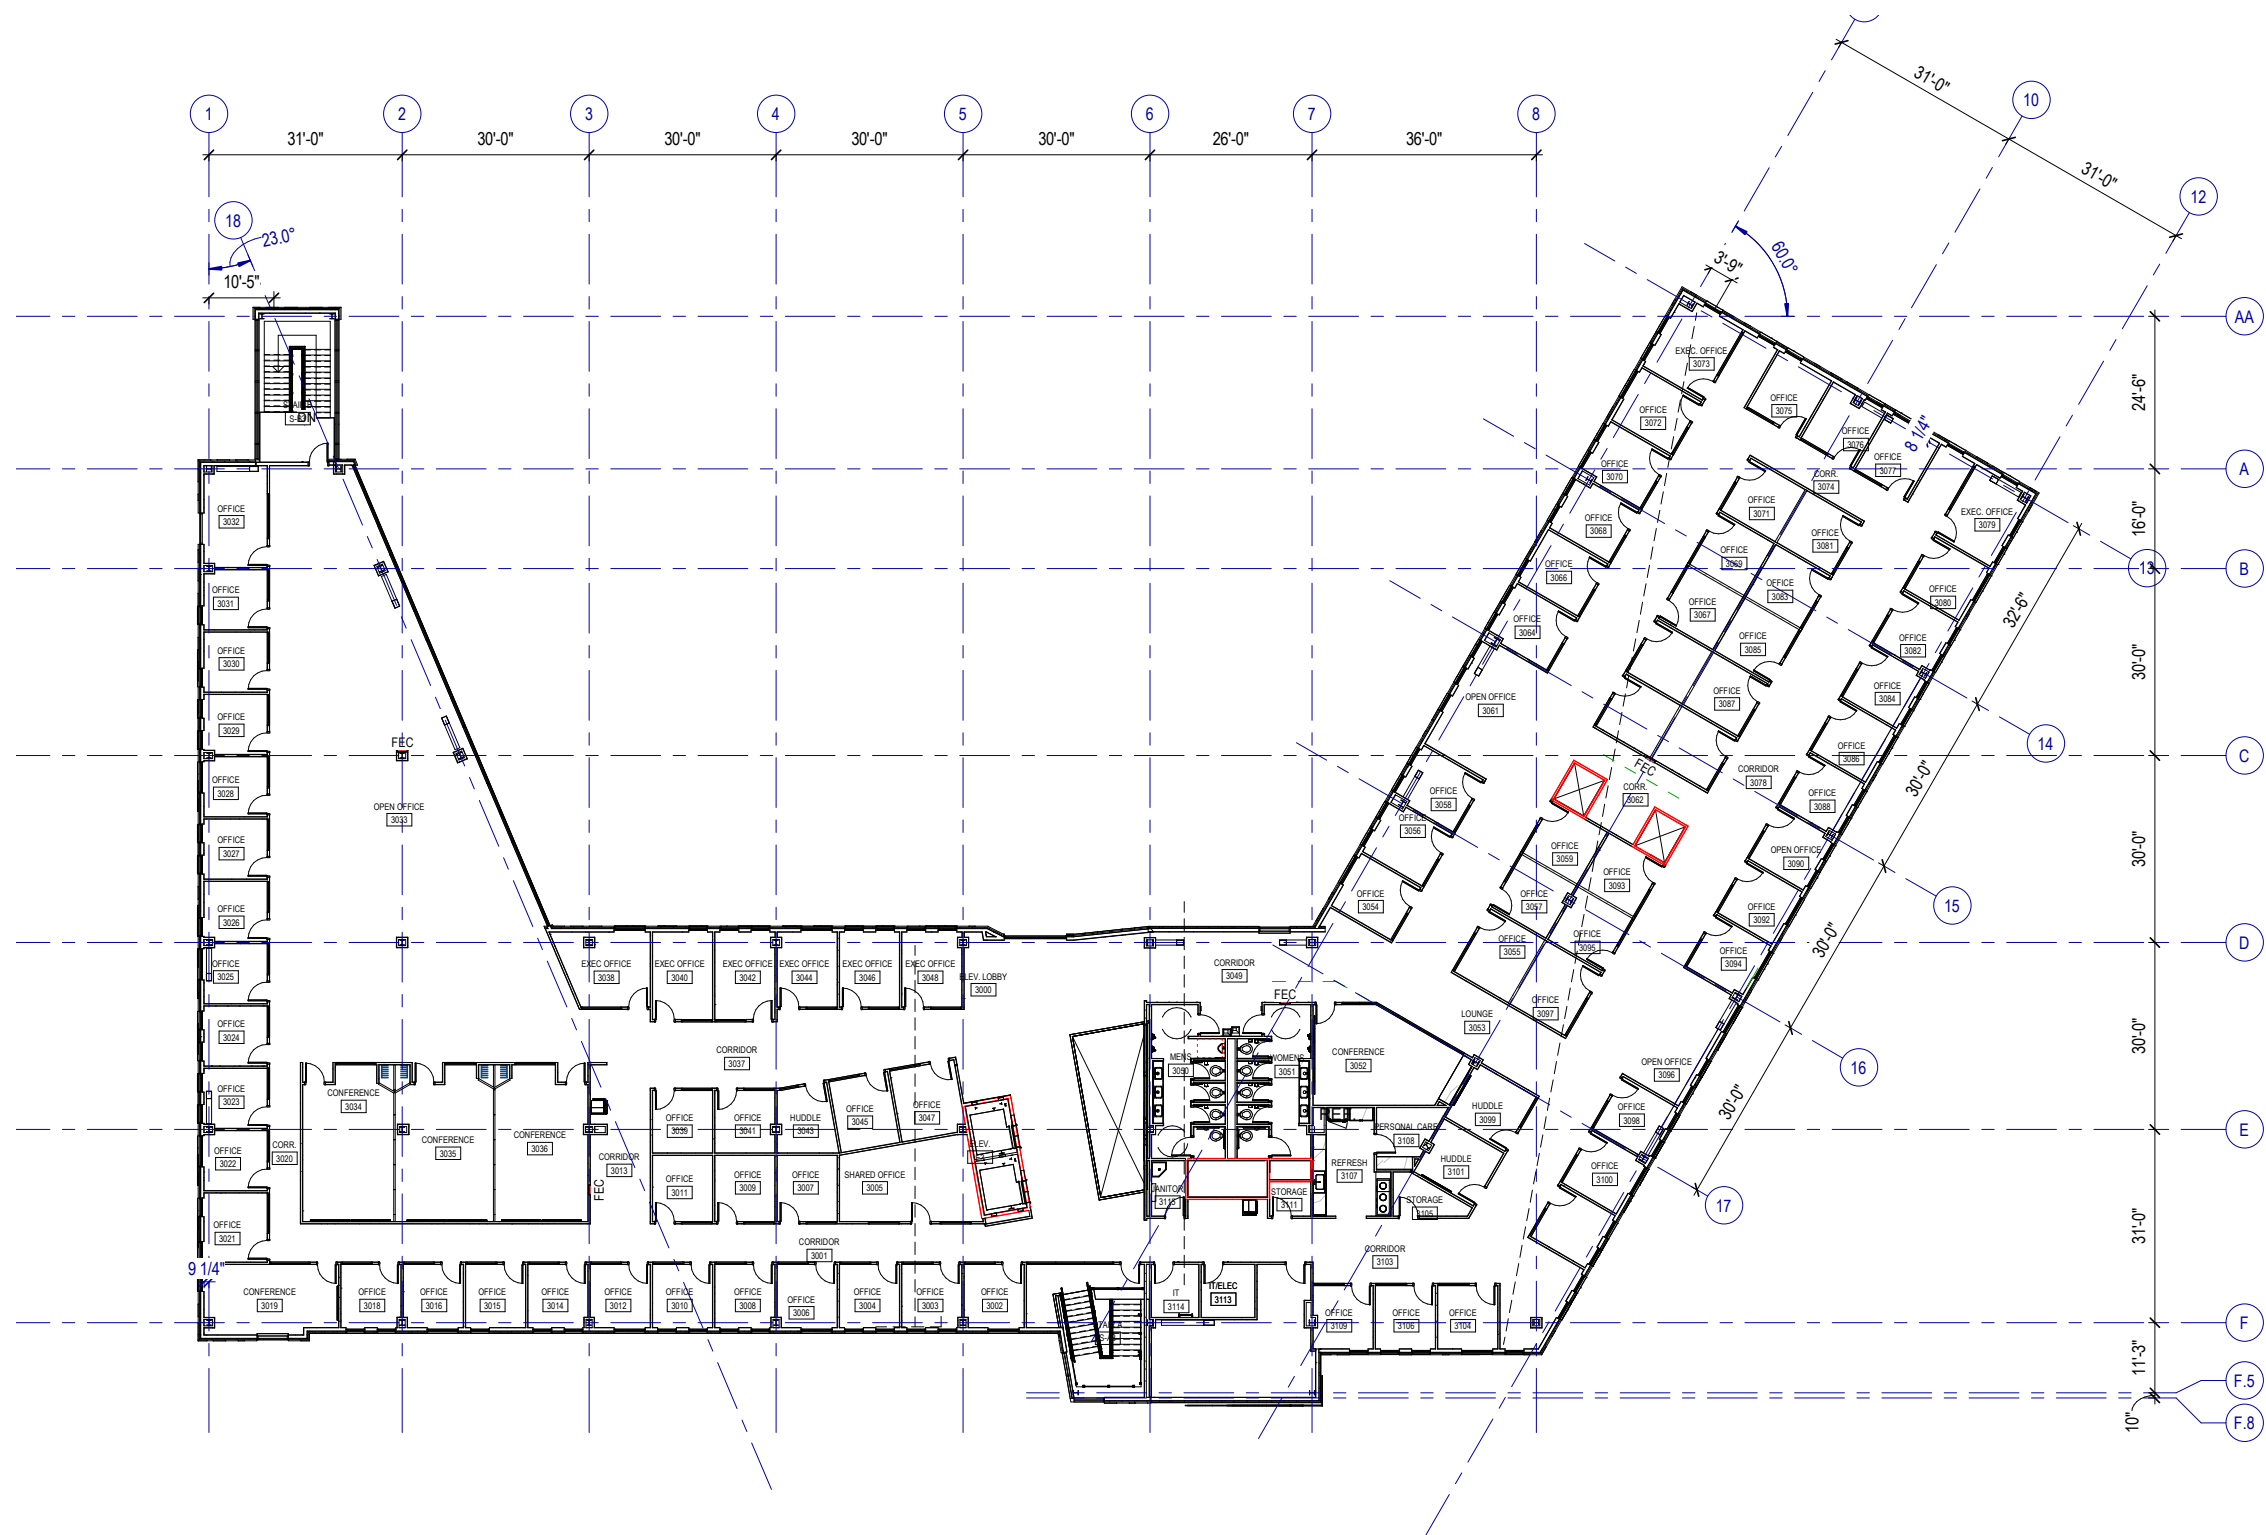 31'-0"
10
1
2
3
4
5
6
7
8
31'-0"
30'-0"
30'-0"
30'-0"
30'-0"
26'-0"
36'-0"
31'-0"
12
18
23.0°
10'-5"
60.0°
3'-9"
AA
24'-6"
A
16'-0"
B
13
32'-6"
30'-0"
14
C
30'-0"
30'-0"
15
30'-0"
D
30'-0"
16
30'-0"
E
17
31'-0"
F
11'-3"
F.5
10"
F.8
8 1/4"
9 1/4"
EXEC. OFFICE
3073
OFFICE
3072
OFFICE
3070
OFFICE
3068
OFFICE
3066
OFFICE
3064
OPEN OFFICE
3061
OFFICE
3058
OFFICE
3056
OFFICE
3054
OFFICE
3075
OFFICE
3076
OFFICE
3077
CORR.
3074
EXEC. OFFICE
3079
OFFICE
3071
OFFICE
3081
OFFICE
3069
OFFICE
3083
OFFICE
3067
OFFICE
3085
OFFICE
3087
OFFICE
3080
OFFICE
3082
OFFICE
3084
OFFICE
3086
OFFICE
3088
CORRIDOR
3078
FEC
CORR.
3062
OPEN OFFICE
3090
OFFICE
3092
OFFICE
3094
OFFICE
3059
OFFICE
3093
OFFICE
3057
OFFICE
3095
OFFICE
3055
OFFICE
3097
LOUNGE
3053
OPEN OFFICE
3096
OFFICE
3098
OFFICE
3100
OFFICE
3032
OFFICE
3031
OFFICE
3030
OFFICE
3029
OFFICE
3028
OFFICE
3027
OFFICE
3026
OFFICE
3025
OFFICE
3024
OFFICE
3023
OFFICE
3022
OFFICE
3021
FEC
OPEN OFFICE
3033
EXEC OFFICE
3038
EXEC OFFICE
3040
EXEC OFFICE
3042
EXEC OFFICE
3044
EXEC OFFICE
3046
EXEC OFFICE
3048
ELEV. LOBBY
3000
CORRIDOR
3049
FEC
CORRIDOR
3037
CONFERENCE
3034
CONFERENCE
3035
CONFERENCE
3036
CORR.
3020
CORRIDOR
3013
FEC
OFFICE
3039
OFFICE
3041
HUDDLE
3043
OFFICE
3045
OFFICE
3047
ELEV.
OFFICE
3011
OFFICE
3009
OFFICE
3007
SHARED OFFICE
3005
CORRIDOR
3001
MENS
3050
WOMENS
3051
CONFERENCE
3052
HUDDLE
3099
PERSONAL CARE
3108
HUDDLE
3101
REF
REFRESH
3107
STORAGE
3105
JANITOR
3115
STORAGE
3111
CORRIDOR
3103
CONFERENCE
3019
OFFICE
3018
OFFICE
3016
OFFICE
3015
OFFICE
3014
OFFICE
3012
OFFICE
3010
OFFICE
3008
OFFICE
3006
OFFICE
3004
OFFICE
3003
OFFICE
3002
IT
3114
IT/ELEC
3113
OFFICE
3109
OFFICE
3106
OFFICE
3104